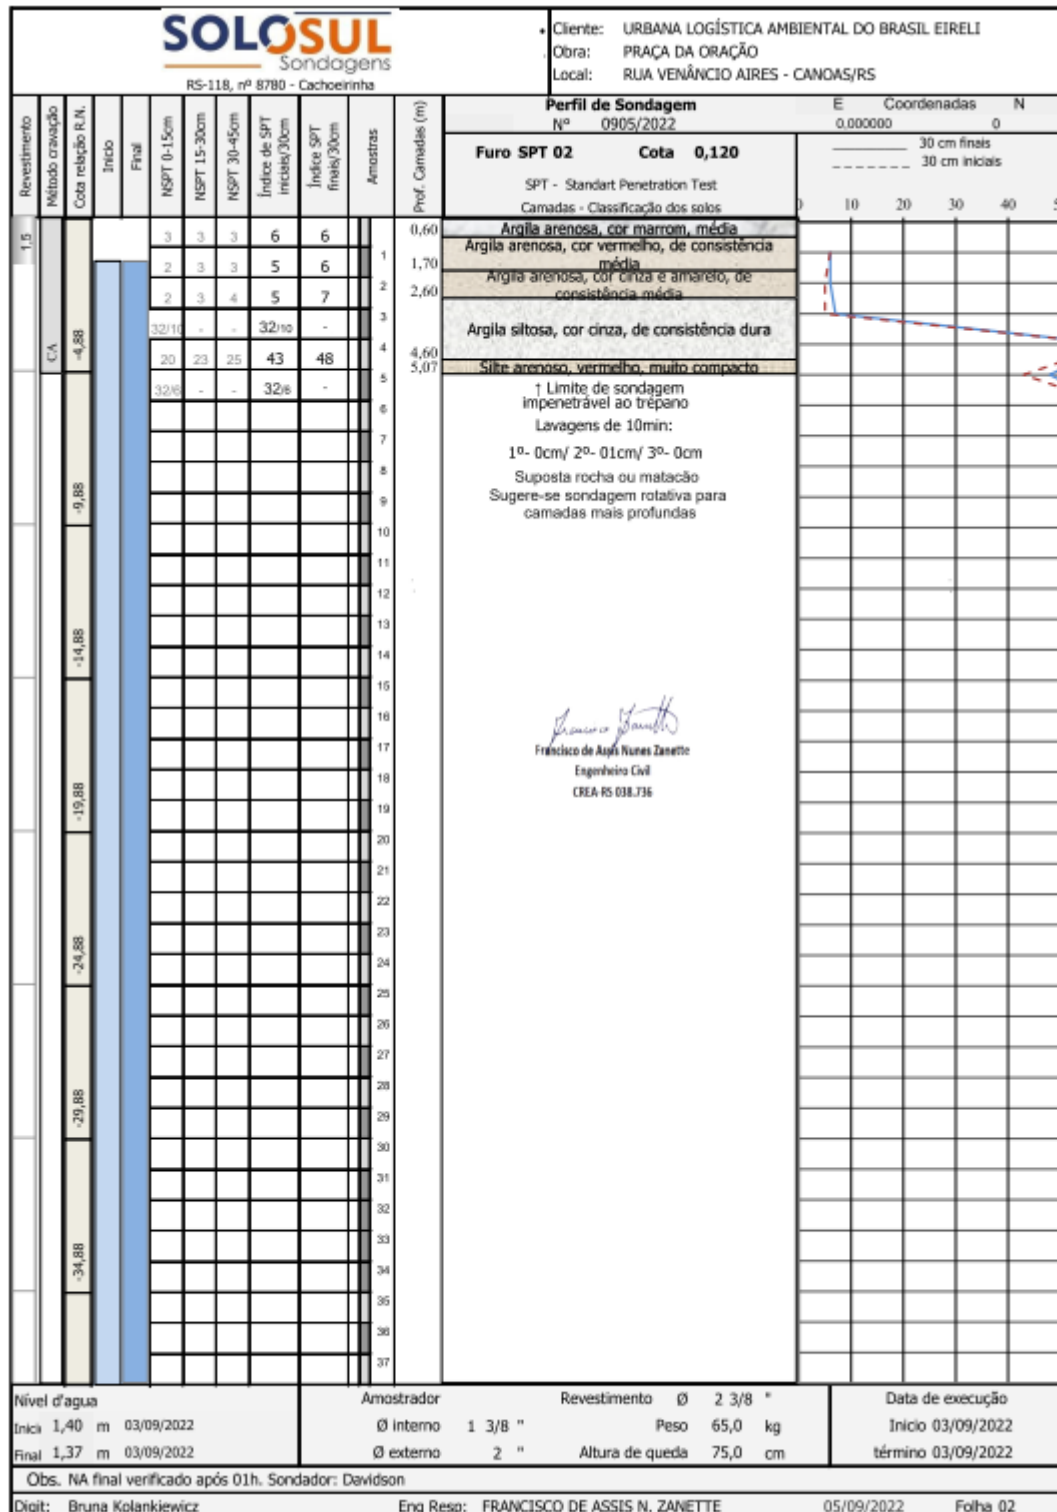 SOLOSUL
Sondagens
RS-118, nº 8780 - Cachoeirinha
Cliente: URBANA LOGÍSTICA AMBIENTAL DO BRASIL EIRELI
Obra: PRAÇA DA ORAÇÃO
Local: RUA VENÂNCIO AIRES - CANOAS/RS
Revestimento
Método cravação
Cota relação R.N.
Início
Final
NSPT 0-15cm
NSPT 15-30cm
NSPT 30-45cm
Índice de SPT iniciais/30cm
Índice SPT finais/30cm
Amostras
Prof. Camadas (m)
Perfil de Sondagem
Nº 0905/2022
Furo SPT 02 Cota 0,120
SPT - Standart Penetration Test
Camadas - Classificação dos solos
E Coordenadas N
0,000000 0
30 cm finais
30 cm iniciais
0 10 20 30 40
1,5
CA
-4,88
-9,88
-14,88
-19,88
-24,88
-29,88
-34,88
3 3 3 6 6
2 3 3 5 6
2 3 4 5 7
32/10 - - 32/10 -
20 23 25 43 48
32/6 - - 32/6 -
1
2
3
4
5
6
7
8
9
10
11
12
13
14
15
16
17
18
19
20
21
22
23
24
25
26
27
28
29
30
31
32
33
34
35
36
37
0,60
1,70
2,60
4,60
5,07
Argila arenosa, cor marrom, média
Argila arenosa, cor vermelho, de consistência
média
Argila arenosa, cor cinza e amarelo, de
consistência média
Argila siltosa, cor cinza, de consistência dura
Silte arenoso, vermelho, muito compacto
↑ Limite de sondagem
impenetrável ao trépano
Lavagens de 10min:
1º- 0cm/ 2º- 01cm/ 3º- 0cm
Suposta rocha ou matacão
Sugere-se sondagem rotativa para
camadas mais profundas
Francisco de Assis Nunes Zanette
Engenheiro Civil
CREA-RS 038.736
Nível d'agua
Inici 1,40 m 03/09/2022
Final 1,37 m 03/09/2022
Amostrador
Ø interno 1 3/8 "
Ø externo 2 "
Revestimento Ø 2 3/8 "
Peso 65,0 kg
Altura de queda 75,0 cm
Data de execução
Inicio 03/09/2022
término 03/09/2022
Obs. NA final verificado após 01h. Sondador: Davidson
Digit: Bruna Kolankiewicz Eng Resp: FRANCISCO DE ASSIS N. ZANETTE 05/09/2022 Folha 02